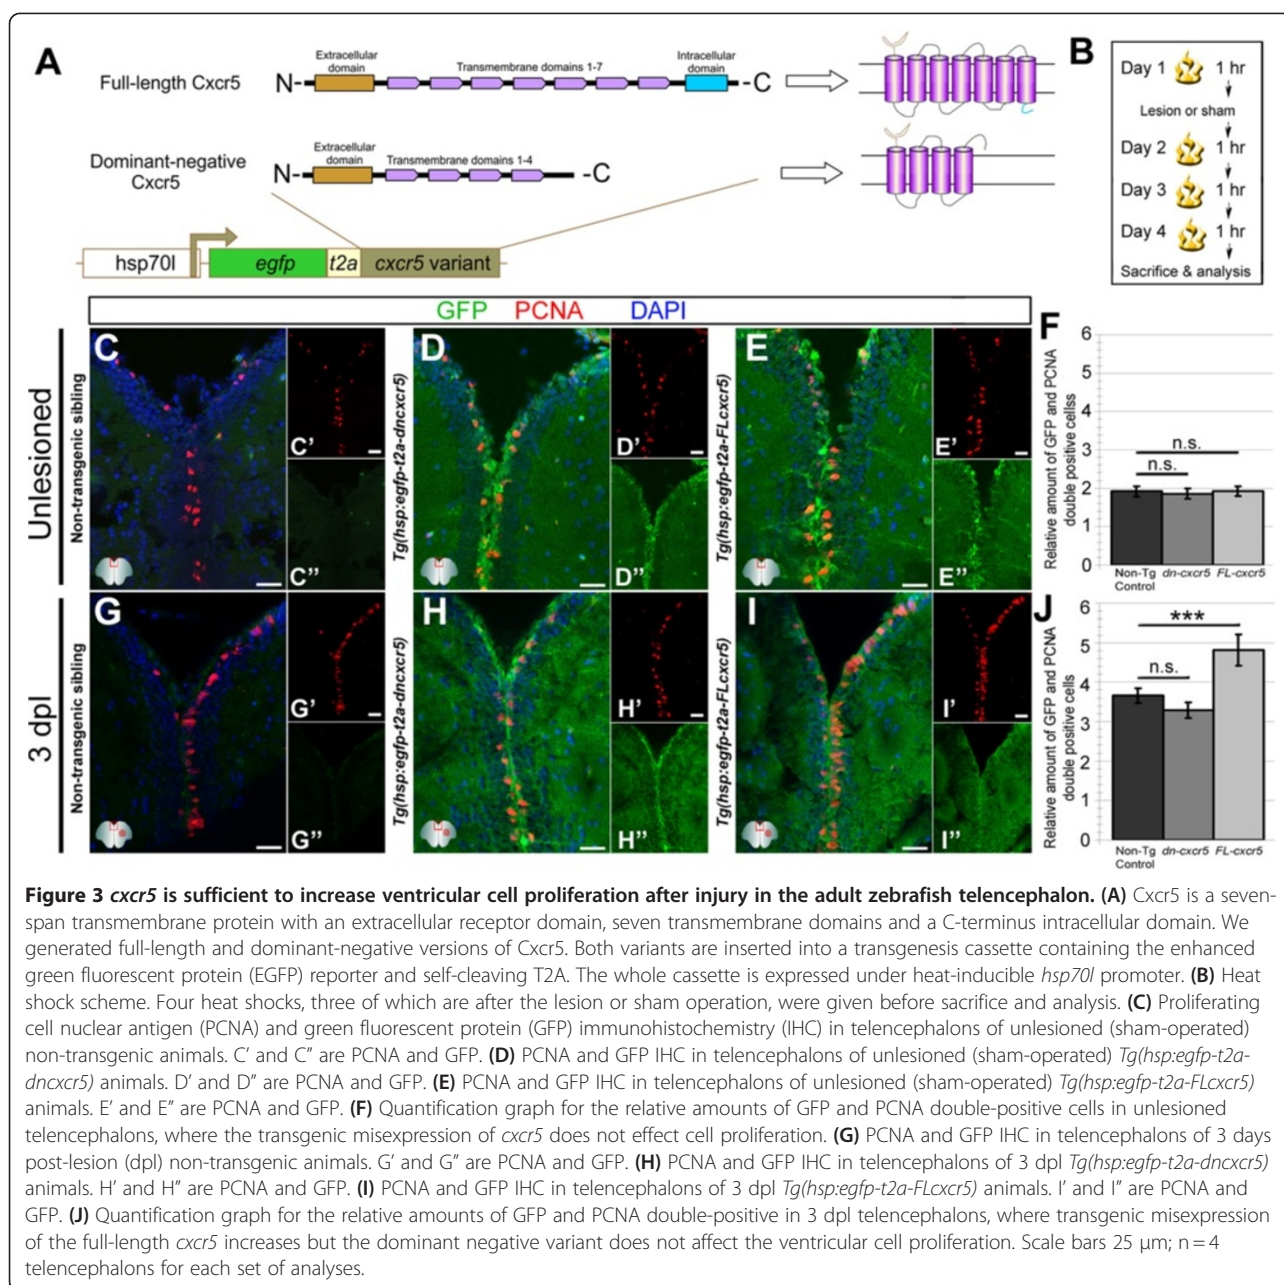 A
Full-length Cxcr5
N-
Extracellular
domain
Transmembrane domains 1-7
Intracellular
domain
-C
Dominant-negative
Cxcr5
N-
Extracellular
domain
Transmembrane domains 1-4
-C
hsp70l
egfp
t2a
cxcr5 variant
B
Day 1 1 hr
Lesion or sham
Day 2 1 hr
Day 3 1 hr
Day 4 1 hr
Sacrifice & analysis
GFP PCNA DAPI
Unlesioned
Non-transgenic sibling
C
C’
C’’
Tg(hsp:egfp-t2a-dncxcr5)
D
D’
D’’
Tg(hsp:egfp-t2a-FLcxcr5)
E
E’
E’’
F
Relative amount of GFP and PCNA
double positive cellss
6
5
4
3
2
1
0
n.s.
n.s.
Non-Tg
Control
dn-cxcr5
FL-cxcr5
3 dpl
Non-transgenic sibling
G
G’
G’’
Tg(hsp:egfp-t2a-dncxcr5)
H
H’
H’’
Tg(hsp:egfp-t2a-FLcxcr5)
I
I’
I’’
J
Relative amount of GFP and PCNA
double positive cells
6
5
4
3
2
1
0
***
n.s.
Non-Tg
Control
dn-cxcr5
FL-cxcr5
Figure 3 cxcr5 is sufficient to increase ventricular cell proliferation after injury in the adult zebrafish telencephalon. (A) Cxcr5 is a seven-
span transmembrane protein with an extracellular receptor domain, seven transmembrane domains and a C-terminus intracellular domain. We
generated full-length and dominant-negative versions of Cxcr5. Both variants are inserted into a transgenesis cassette containing the enhanced
green fluorescent protein (EGFP) reporter and self-cleaving T2A. The whole cassette is expressed under heat-inducible hsp70l promoter. (B) Heat
shock scheme. Four heat shocks, three of which are after the lesion or sham operation, were given before sacrifice and analysis. (C) Proliferating
cell nuclear antigen (PCNA) and green fluorescent protein (GFP) immunohistochemistry (IHC) in telencephalons of unlesioned (sham-operated)
non-transgenic animals. C’ and C” are PCNA and GFP. (D) PCNA and GFP IHC in telencephalons of unlesioned (sham-operated) Tg(hsp:egfp-t2a-
dncxcr5) animals. D’ and D” are PCNA and GFP. (E) PCNA and GFP IHC in telencephalons of unlesioned (sham-operated) Tg(hsp:egfp-t2a-FLcxcr5)
animals. E’ and E” are PCNA and GFP. (F) Quantification graph for the relative amounts of GFP and PCNA double-positive cells in unlesioned
telencephalons, where the transgenic misexpression of cxcr5 does not effect cell proliferation. (G) PCNA and GFP IHC in telencephalons of 3 days
post-lesion (dpl) non-transgenic animals. G’ and G” are PCNA and GFP. (H) PCNA and GFP IHC in telencephalons of 3 dpl Tg(hsp:egfp-t2a-dncxcr5)
animals. H’ and H” are PCNA and GFP. (I) PCNA and GFP IHC in telencephalons of 3 dpl Tg(hsp:egfp-t2a-FLcxcr5) animals. I’ and I” are PCNA and
GFP. (J) Quantification graph for the relative amounts of GFP and PCNA double-positive in 3 dpl telencephalons, where transgenic misexpression
of the full-length cxcr5 increases but the dominant negative variant does not affect the ventricular cell proliferation. Scale bars 25 μm; n = 4
telencephalons for each set of analyses.